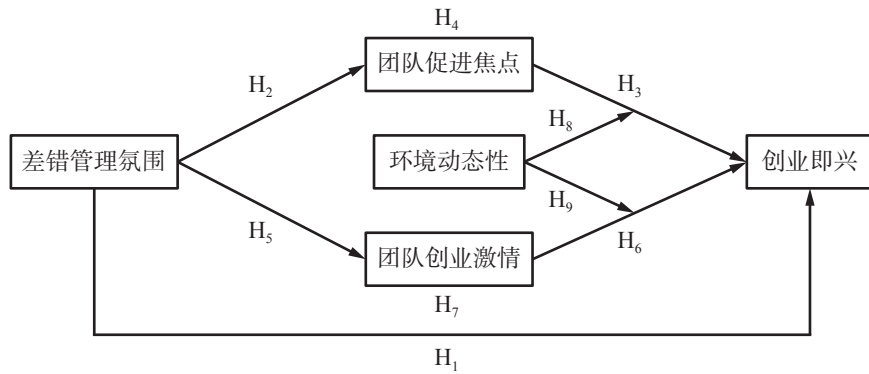 H₄
团队促进焦点
H₂
H₃
H₈
差错管理氛围
环境动态性
创业即兴
H₉
H₅
H₆
团队创业激情
H₇
H₁